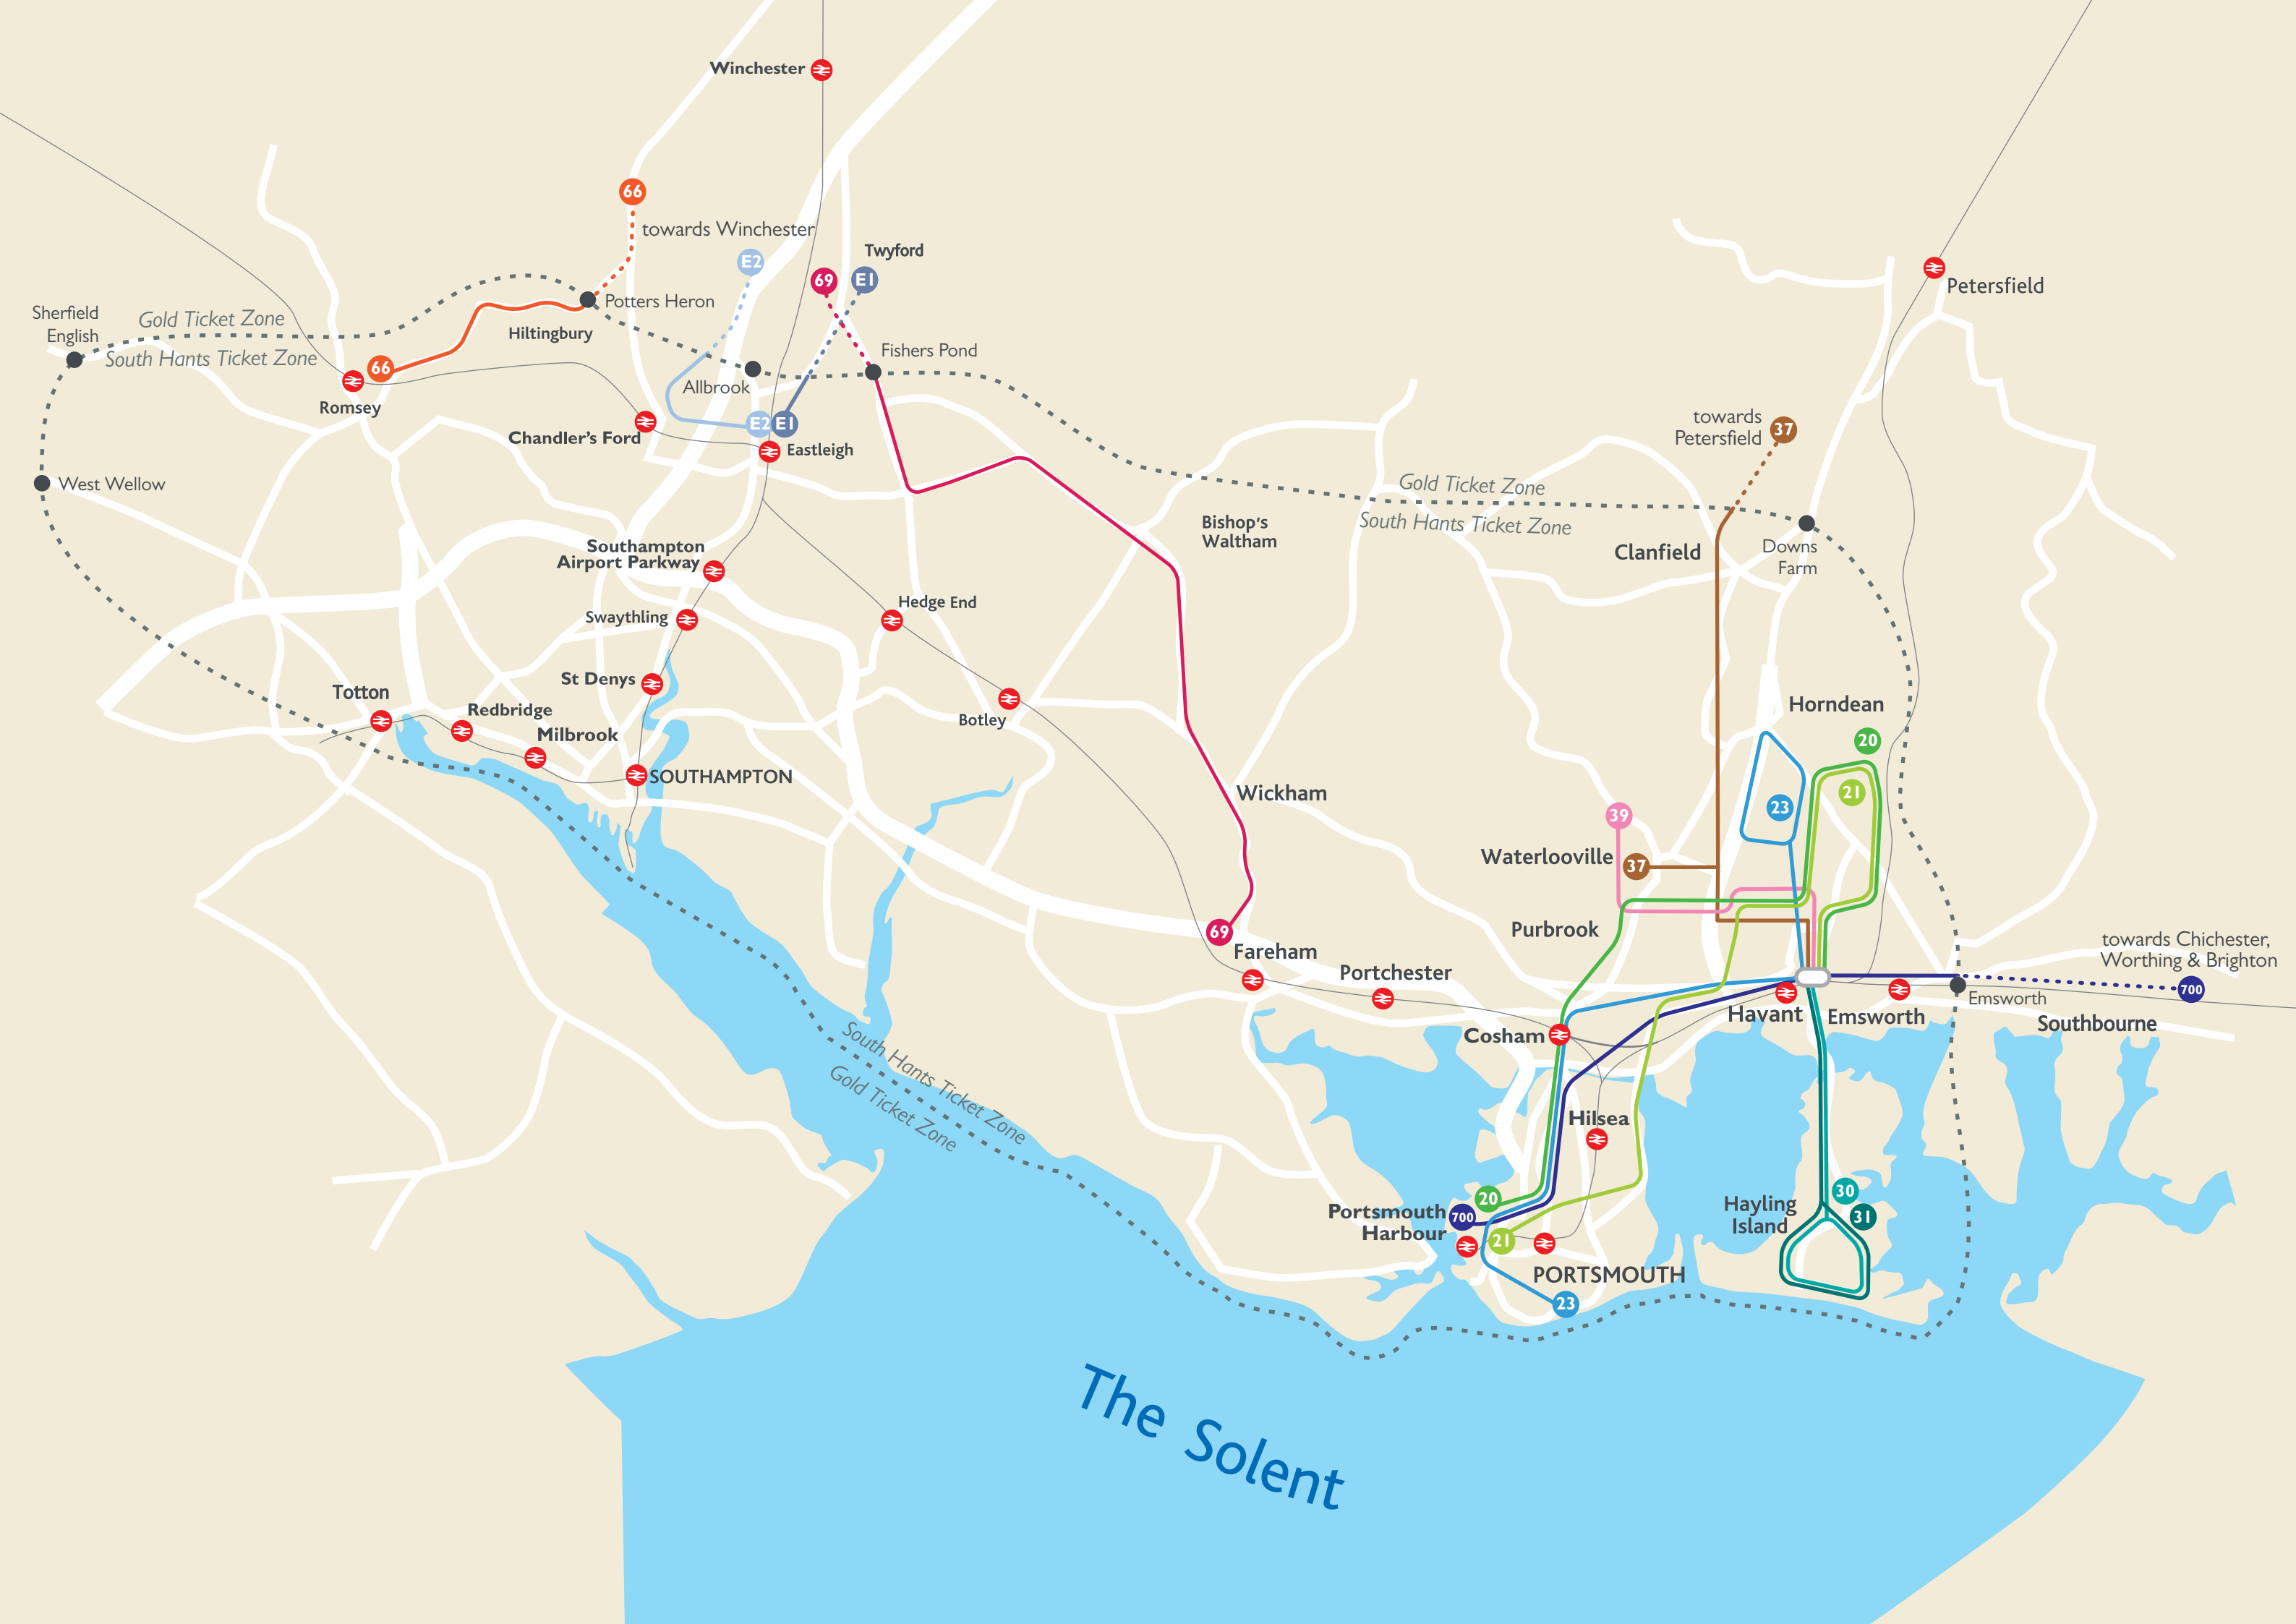 Winchester
66
towards Winchester
E2
69
E1
Twyford
Petersfield
Sherfield
English
Gold Ticket Zone
South Hants Ticket Zone
Potters Heron
Hiltingbury
66
Romsey
Allbrook
Fishers Pond
Chandler's Ford
E2
E1
Eastleigh
towards
Petersfield
37
West Wellow
Gold Ticket Zone
South Hants Ticket Zone
Bishop's
Waltham
Clanfield
Downs
Farm
Southampton
Airport Parkway
Swaythling
Hedge End
St Denys
Totton
Redbridge
Milbrook
Botley
SOUTHAMPTON
Horndean
20
21
23
39
Wickham
Waterlooville
37
69
Fareham
Purbrook
Portchester
towards Chichester,
Worthing & Brighton
700
Emsworth
Havant
Emsworth
Southbourne
Cosham
South Hants Ticket Zone
Gold Ticket Zone
Hilsea
20
Portsmouth
Harbour
700
21
Hayling
Island
30
31
PORTSMOUTH
23
The Solent